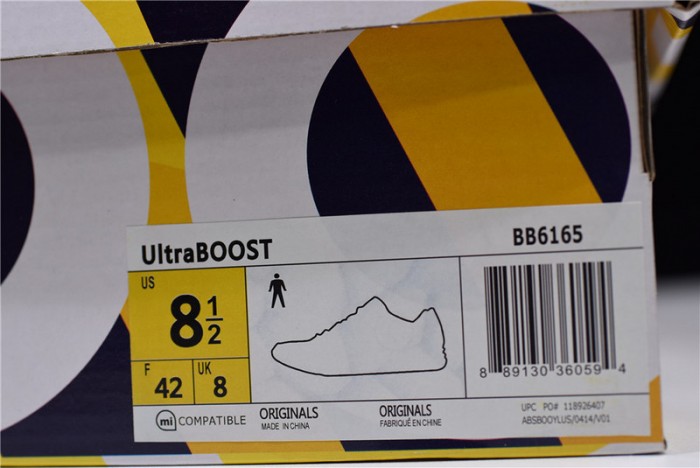 UltraBOOST
BB6165
US
8 1/2
F
42
UK
8
mi COMPATIBLE
ORIGINALS
MADE IN CHINA
ORIGINALS
FABRIQUÉ EN CHINE
8 89130 36059 4
UPC PO# 118926407
ABSBOOYLUS/0414/V01